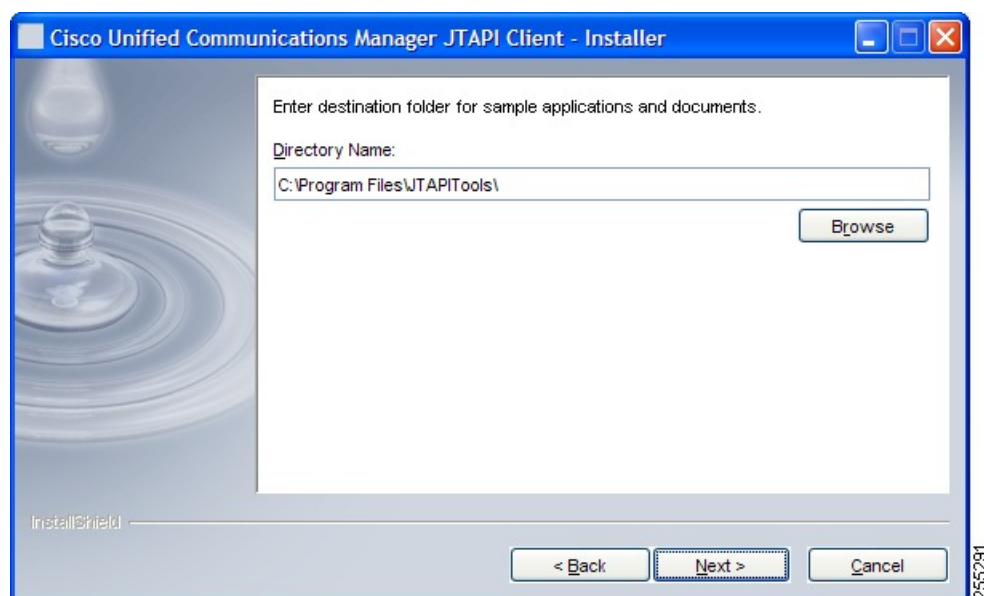 Cisco Unified Communications Manager JTAPI Client - Installer
Enter destination folder for sample applications and documents.
Directory Name:
C:\Program Files\JTAPITools\
Browse
InstallShield
< Back
Next >
Cancel
255291